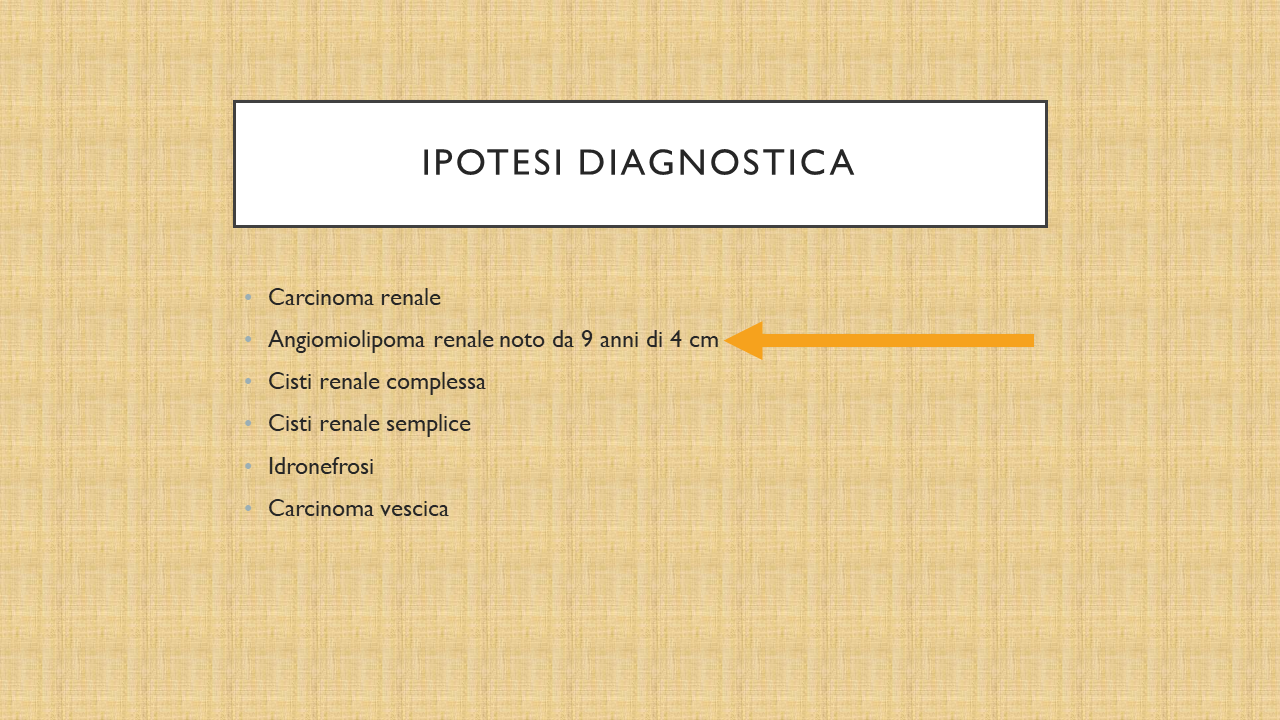 IPOTESI DIAGNOSTICA
• Carcinoma renale
• Angiomiolipoma renale noto da 9 anni di 4 cm
• Cisti renale complessa
• Cisti renale semplice
• Idronefrosi
• Carcinoma vescica